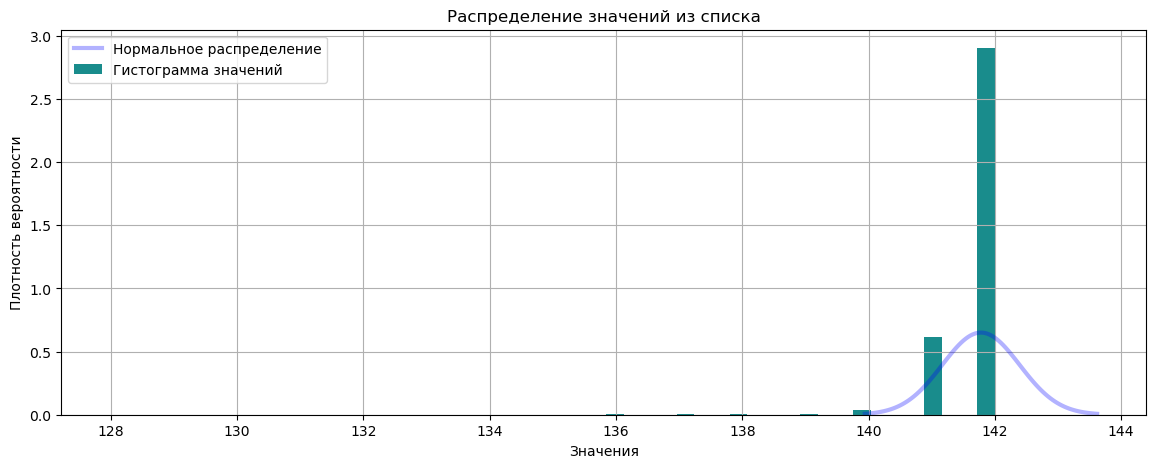 Распределение значений из списка
Нормальное распределение
Гистограмма значений
Плотность вероятности
3.0
2.5
2.0
1.5
1.0
0.5
0.0
128 130 132 134 136 138 140 142 144
Значения